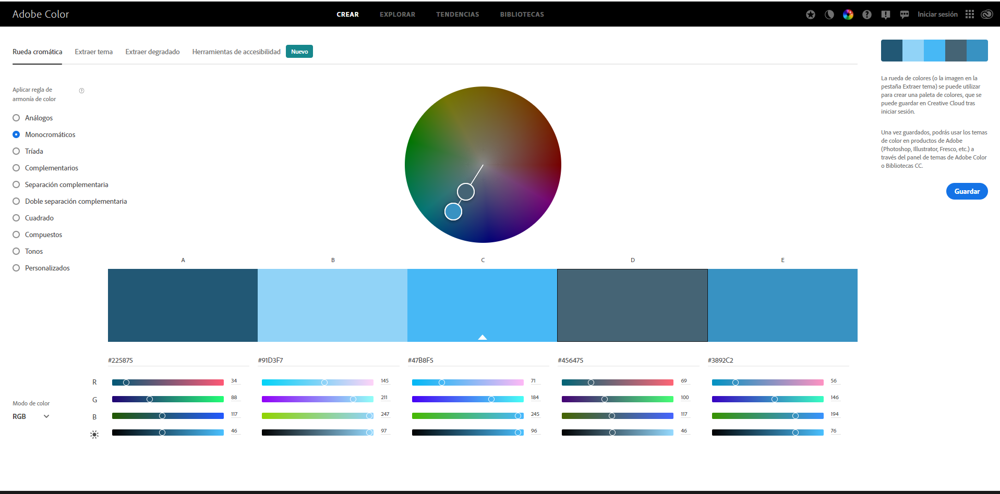 Adobe Color
CREAR
EXPLORAR
TENDENCIAS
BIBLIOTECAS
Iniciar sesión
Rueda cromática
Extraer tema
Extraer degradado
Herramientas de accesibilidad
Nuevo
Aplicar regla de
armonía de color
Análogos
Monocromáticos
Tríada
Complementarios
Separación complementaria
Doble separación complementaria
Cuadrado
Compuestos
Tonos
Personalizados
La rueda de colores (o la imagen en la
pestaña Extraer tema) se puede utilizar
para crear una paleta de colores, que se
puede guardar en Creative Cloud tras
iniciar sesión.
Una vez guardados, podrás usar los temas
de color en productos de Adobe
(Photoshop, Illustrator, Fresco, etc.) a
través del panel de temas de Adobe Color
o Bibliotecas CC.
Guardar
A B C D E
#225875 #91D3F7 #47B8F5 #456475 #3892C2
R 34 145 71 69 56
G 88 211 184 100 146
B 117 247 245 117 194
46 97 96 46 76
Modo de color
RGB